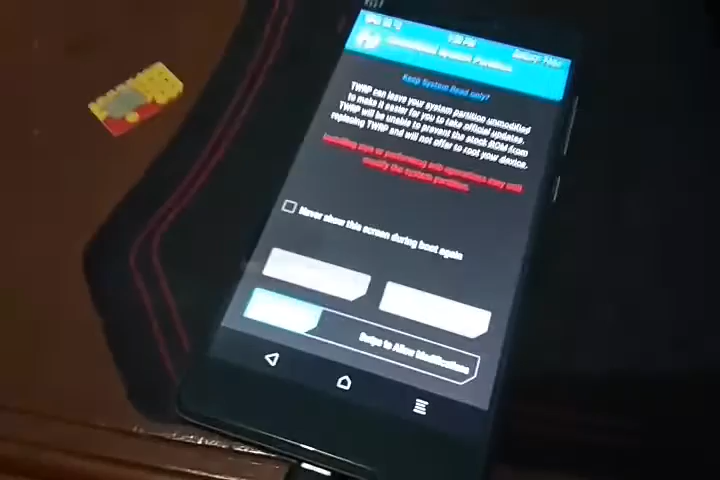 Unmodified System Partition
Keep System Read only?
TWRP can leave your system partition unmodified
to make it easier for you to take official updates.
TWRP will be unable to prevent the stock ROM from
replacing TWRP and will not offer to root your device.
Installing zips or performing adb operations may still
modify the system partition.
Never show this screen during boot again
Swipe to Allow Modifications